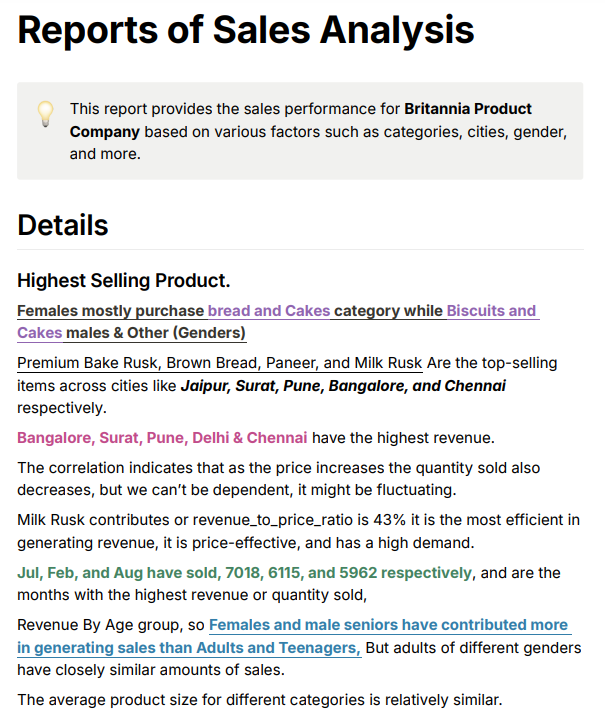 Reports of Sales Analysis
This report provides the sales performance for Britannia Product
Company based on various factors such as categories, cities, gender,
and more.
Details
Highest Selling Product.
Females mostly purchase bread and Cakes category while Biscuits and
Cakes males & Other (Genders)
Premium Bake Rusk, Brown Bread, Paneer, and Milk Rusk Are the top-selling
items across cities like Jaipur, Surat, Pune, Bangalore, and Chennai
respectively.
Bangalore, Surat, Pune, Delhi & Chennai have the highest revenue.
The correlation indicates that as the price increases the quantity sold also
decreases, but we can’t be dependent, it might be fluctuating.
Milk Rusk contributes or revenue_to_price_ratio is 43% it is the most efficient in
generating revenue, it is price-effective, and has a high demand.
Jul, Feb, and Aug have sold, 7018, 6115, and 5962 respectively, and are the
months with the highest revenue or quantity sold,
Revenue By Age group, so Females and male seniors have contributed more
in generating sales than Adults and Teenagers, But adults of different genders
have closely similar amounts of sales.
The average product size for different categories is relatively similar.